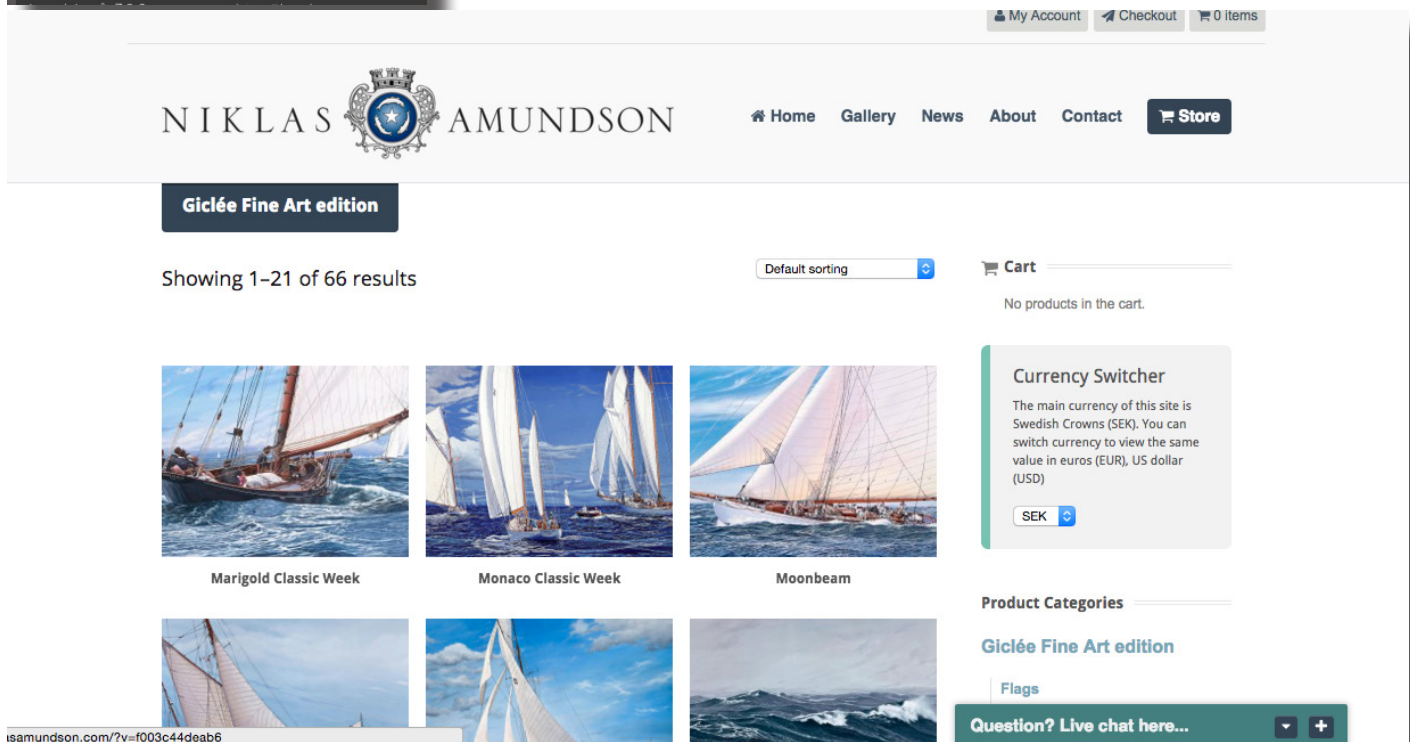 My Account Checkout 0 items
NIKLAS AMUNDSON
Home Gallery News About Contact Store
Giclée Fine Art edition
Showing 1–21 of 66 results
Default sorting
Cart
No products in the cart.
Currency Switcher
The main currency of this site is
Swedish Crowns (SEK). You can
switch currency to view the same
value in euros (EUR), US dollar
(USD)
SEK
Marigold Classic Week
Monaco Classic Week
Moonbeam
Product Categories
Giclée Fine Art edition
Flags
Question? Live chat here...
asamundson.com/?v=f003c44deab6